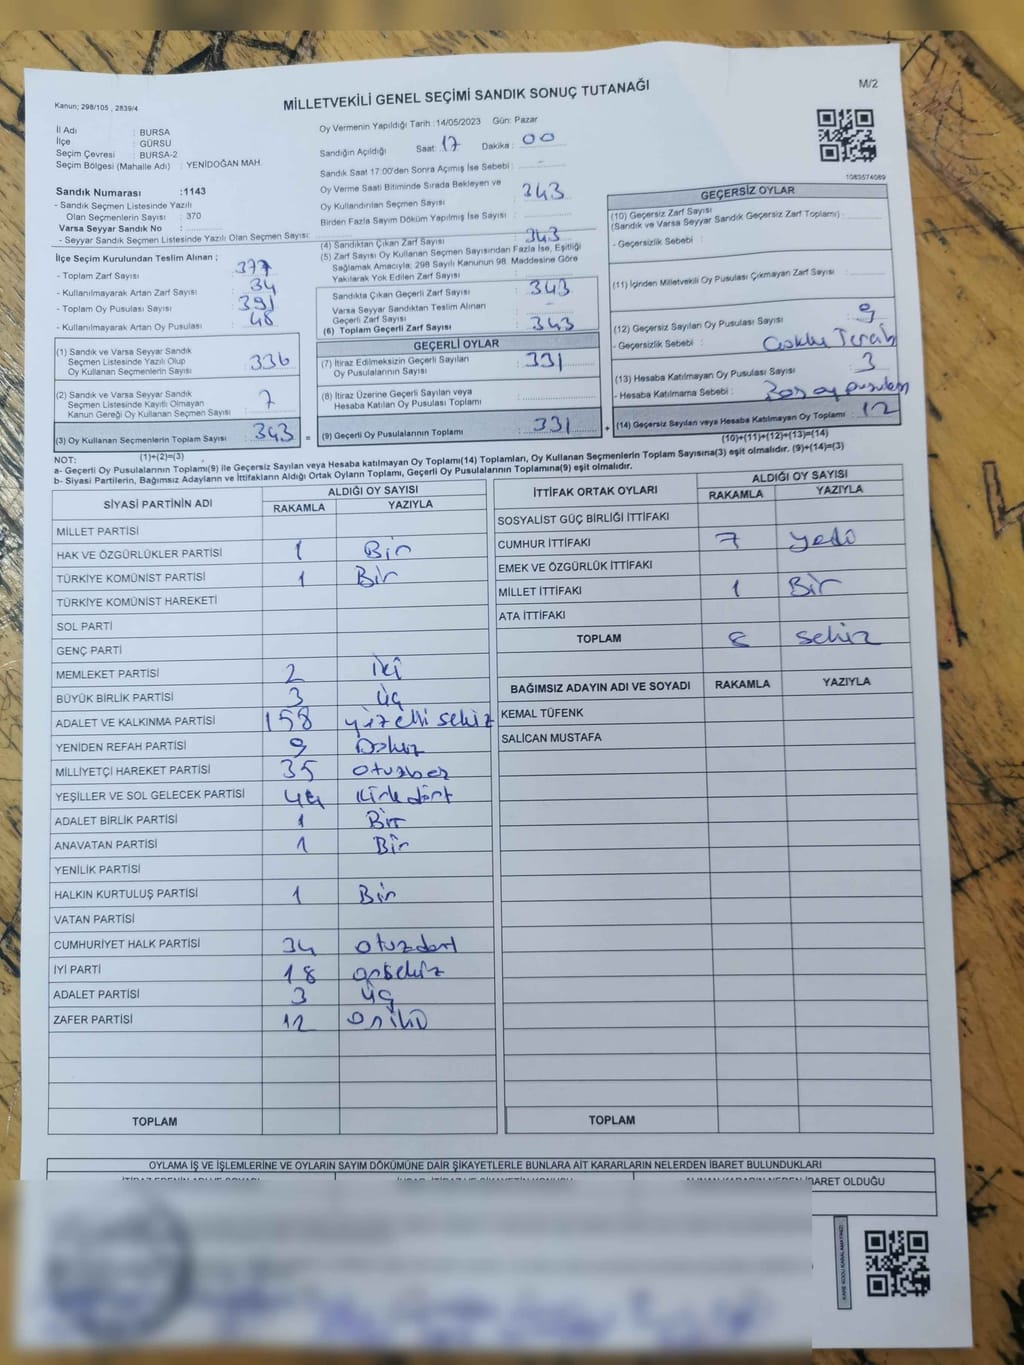 Kanun; 298/105 , 2839/4
MİLLETVEKİLİ GENEL SEÇİMİ SANDIK SONUÇ TUTANAĞI
M/2
İl Adı : BURSA
İlçe : GÜRSU
Seçim Çevresi : BURSA-2
Seçim Bölgesi (Mahalle Adı) : YENİDOĞAN MAH.
Sandık Numarası :1143
- Sandık Seçmen Listesinde Yazılı
Olan Seçmenlerin Sayısı : 370
Varsa Seyyar Sandık No :
- Seyyar Sandık Seçmen Listesinde Yazılı Olan Seçmen Sayısı:
İlçe Seçim Kurulundan Teslim Alınan ;
- Toplam Zarf Sayısı : 377
- Kullanılmayarak Artan Zarf Sayısı : 34
- Toplam Oy Pusulası Sayısı : 391
- Kullanılmayarak Artan Oy Pusulası : 48
(1) Sandık ve Varsa Seyyar Sandık
Seçmen Listesinde Yazılı Olup
Oy Kullanan Seçmenlerin Sayısı : 336
(2) Sandık ve Varsa Seyyar Sandık
Seçmen Listesinde Kayıtlı Olmayan
Kanun Gereği Oy Kullanan Seçmen Sayısı : 7
(3) Oy Kullanan Seçmenlerin Toplam Sayısı : 343 =
(1)+(2)=(3)
Oy Vermenin Yapıldığı Tarih :14/05/2023 Gün: Pazar
Sandığın Açıldığı Saat: 17 Dakika : 00
Sandık Saat 17.00'den Sonra Açımış İse Sebebi : -
Oy Verme Saati Bitiminde Sırada Bekleyen ve
Oy Kullandırılan Seçmen Sayısı : 343
Birden Fazla Sayım Döküm Yapılmış İse Sayısı :
(4) Sandıktan Çıkan Zarf Sayısı : 343
(5) Zarf Sayısı Oy Kullanan Seçmen Sayısından Fazla İse, Eşitliği
Sağlamak Amacıyla; 298 Sayılı Kanunun 98. Maddesine Göre
Yakılarak Yok Edilen Zarf Sayısı :
Sandıkta Çıkan Geçerli Zarf Sayısı : 343
Varsa Seyyar Sandıktan Teslim Alınan
Geçerli Zarf Sayısı : -
(6) Toplam Geçerli Zarf Sayısı : 343
GEÇERLİ OYLAR
(7) İtiraz Edilmeksizin Geçerli Sayılan
Oy Pusulalarının Sayısı : 331
(8) İtiraz Üzerine Geçerli Sayılan veya
Hesaba Katılan Oy Pusulası Toplamı :
(9) Geçerli Oy Pusulalarının Toplamı : 331 +
1083574089
GEÇERSİZ OYLAR
(10) Geçersiz Zarf Sayısı
(Sandık ve Varsa Seyyar Sandık Geçersiz Zarf Toplamı) :
- Geçersizlik Sebebi :
(11) İçinden Milletvekili Oy Pusulası Çıkmayan Zarf Sayısı :
(12) Geçersiz Sayılan Oy Pusulası Sayısı : 9
- Geçersizlik Sebebi :
(13) Hesaba Katılmayan Oy Pusulası Sayısı : 3
- Hesaba Katılmama Sebebi : oy pusulası
(14) Geçersiz Sayılan veya Hesaba Katılmayan Oy Toplamı : 12
(10)+(11)+(12)+(13)=(14)
NOT:
a- Geçerli Oy Pusulalarının Toplamı(9) ile Geçersiz Sayılan veya Hesaba katılmayan Oy Toplamı(14) Toplamları, Oy Kullanan Seçmenlerin Toplam Sayısına(3) eşit olmalıdır. (9)+(14)=(3)
b- Siyasi Partilerin, Bağımsız Adayların ve İttifakların Aldığı Ortak Oyların Toplamı, Geçerli Oy Pusulalarının Toplamına(9) eşit olmalıdır.
SİYASİ PARTİNİN ADI ALDIĞI OY SAYISI
RAKAMLA YAZIYLA
MİLLET PARTİSİ
HAK VE ÖZGÜRLÜKLER PARTİSİ 1 Bir
TÜRKİYE KOMÜNİST PARTİSİ 1 Bir
TÜRKİYE KOMÜNİST HAREKETİ
SOL PARTİ
GENÇ PARTİ
MEMLEKET PARTİSİ 2 iki
BÜYÜK BİRLİK PARTİSİ 3 üç
ADALET VE KALKINMA PARTİSİ 158 yüzelli sekiz
YENİDEN REFAH PARTİSİ 9 Dokuz
MİLLİYETÇİ HAREKET PARTİSİ 35 otuzbeş
YEŞİLLER VE SOL GELECEK PARTİSİ 44 Kırk dört
ADALET BİRLİK PARTİSİ 1 Bir
ANAVATAN PARTİSİ 1 Bir
YENİLİK PARTİSİ
HALKIN KURTULUŞ PARTİSİ 1 Bir
VATAN PARTİSİ
CUMHURİYET HALK PARTİSİ 34 otuzdört
İYİ PARTİ 18 onsekiz
ADALET PARTİSİ 3 üç
ZAFER PARTİSİ 12 oniki
TOPLAM
İTTİFAK ORTAK OYLARI ALDIĞI OY SAYISI
RAKAMLA YAZIYLA
SOSYALİST GÜÇ BİRLİĞİ İTTİFAKI
CUMHUR İTTİFAKI 7 yedi
EMEK VE ÖZGÜRLÜK İTTİFAKI
MİLLET İTTİFAKI 1 Bir
ATA İTTİFAKI
TOPLAM 8 sekiz
BAĞIMSIZ ADAYIN ADI VE SOYADI RAKAMLA YAZIYLA
KEMAL TÜFENK
SALİCAN MUSTAFA
TOPLAM
OYLAMA İŞ VE İŞLEMLERİNE VE OYLARIN SAYIM DÖKÜMÜNE DAİR ŞİKAYETLERLE BUNLARA AİT KARARLARIN NELERDEN İBARET BULUNDUKLARI
İBARET OLDUĞU